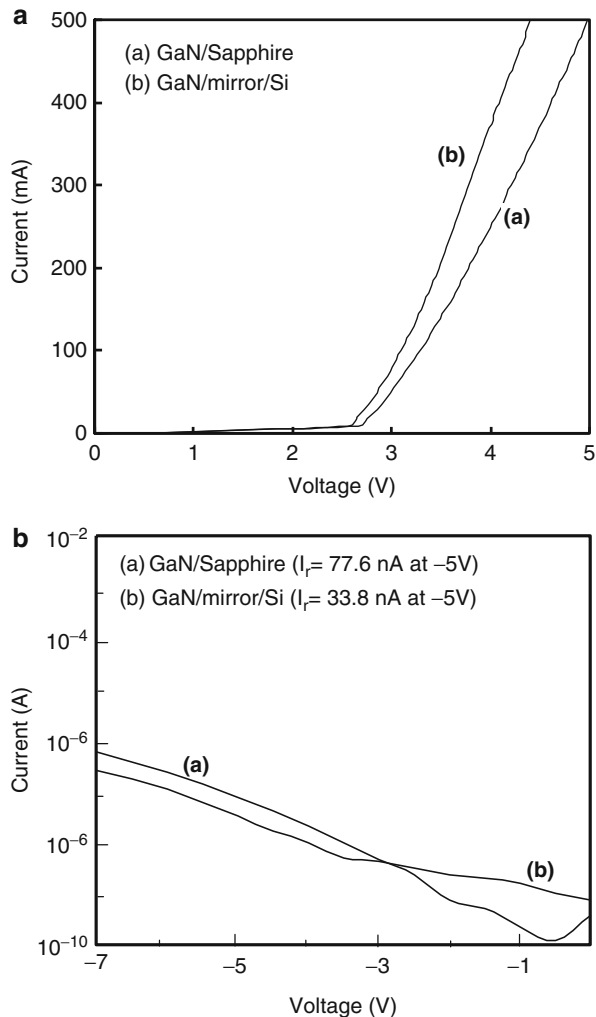 a
500
400
300
200
100
0
Current (mA)
(a) GaN/Sapphire
(b) GaN/mirror/Si
(b)
(a)
0 1 2 3 4 5
Voltage (V)
b
10⁻²
10⁻⁴
10⁻⁶
10⁻⁶
10⁻¹⁰
Current (A)
(a) GaN/Sapphire (Iᵣ= 77.6 nA at −5V)
(b) GaN/mirror/Si (Iᵣ= 33.8 nA at −5V)
(a)
(b)
−7 −5 −3 −1
Voltage (V)